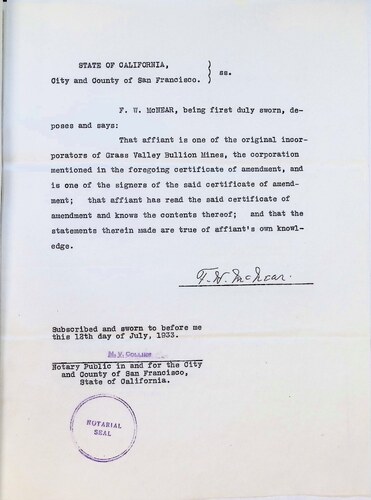 STATE OF CALIFORNIA,
City and County of San Francisco. } ss.
F. W. McNEAR, being first duly sworn, de-
poses and says:
That affiant is one of the original incor-
porators of Grass Valley Bullion Mines, the corporation
mentioned in the foregoing certificate of amendment, and
is one of the signers of the said certificate of amend-
ment; that affiant has read the said certificate of
amendment and knows the contents thereof; and that the
statements therein made are true of affiant's own knowl-
edge.
F. W. McNear.
Subscribed and sworn to before me
this 12th day of July, 1933.
M. V. COLLINS
Notary Public in and for the City
and County of San Francisco,
State of California.
NOTARIAL
SEAL